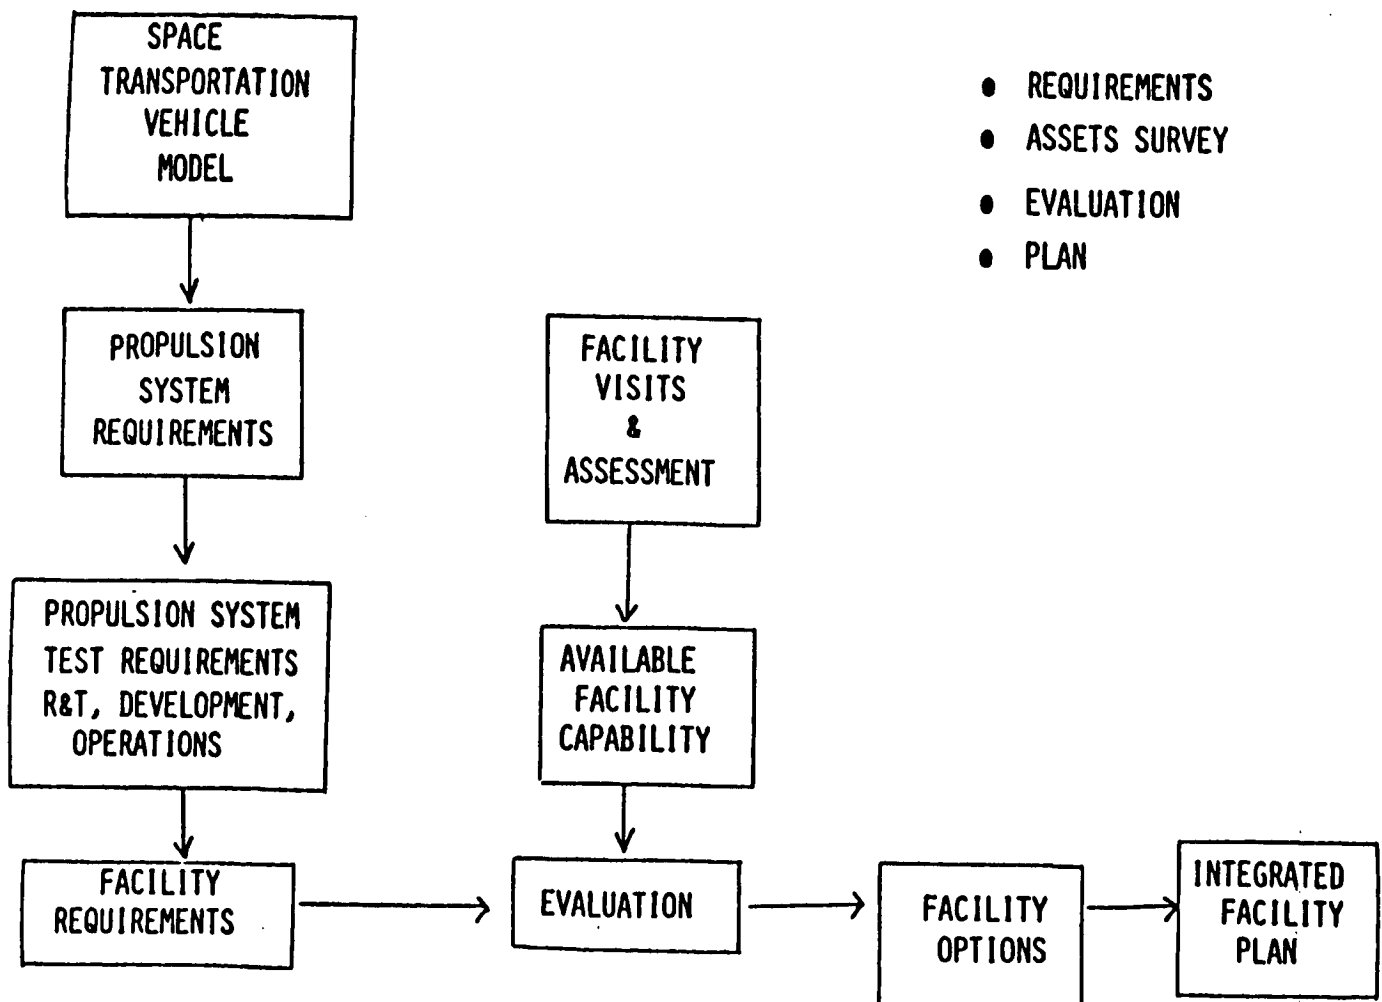 SPACE
TRANSPORTATION
VEHICLE
MODEL
• REQUIREMENTS
• ASSETS SURVEY
• EVALUATION
• PLAN
PROPULSION
SYSTEM
REQUIREMENTS
FACILITY
VISITS
&
ASSESSMENT
PROPULSION SYSTEM
TEST REQUIREMENTS
R&T, DEVELOPMENT,
OPERATIONS
AVAILABLE
FACILITY
CAPABILITY
FACILITY
REQUIREMENTS
EVALUATION
FACILITY
OPTIONS
INTEGRATED
FACILITY
PLAN